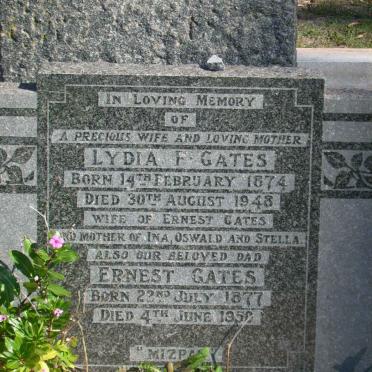 IN LOVING MEMORY
OF
A PRECIOUS WIFE AND LOVING MOTHER
LYDIA F. GATES
BORN 14TH FEBRUARY 1874
DIED 30TH AUGUST 1948
WIFE OF ERNEST GATES
AND MOTHER OF INA, OSWALD AND STELLA
ALSO OUR BELOVED DAD
ERNEST GATES
BORN 22ND JULY 1877
DIED 4TH JUNE
"MIZPAH